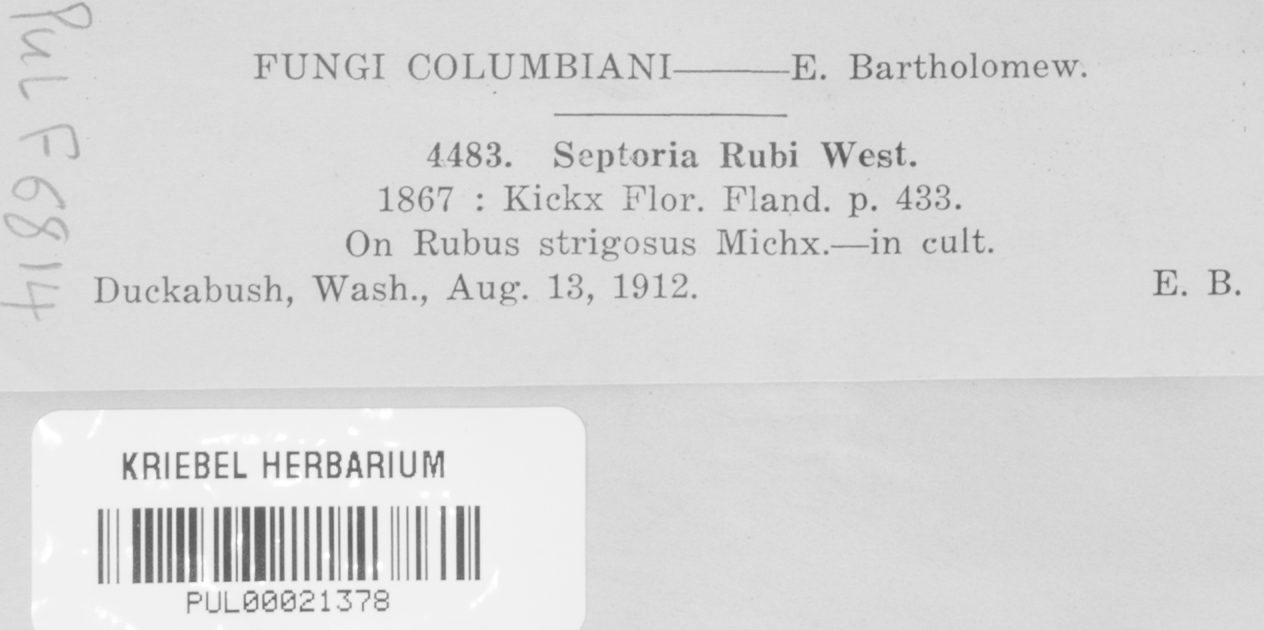 PUL F 6814
FUNGI COLUMBIANI———E. Bartholomew.
4483. Septoria Rubi West.
1867 : Kickx Flor. Fland. p. 433.
On Rubus strigosus Michx.—in cult.
Duckabush, Wash., Aug. 13, 1912. E. B.
KRIEBEL HERBARIUM
PUL00021378